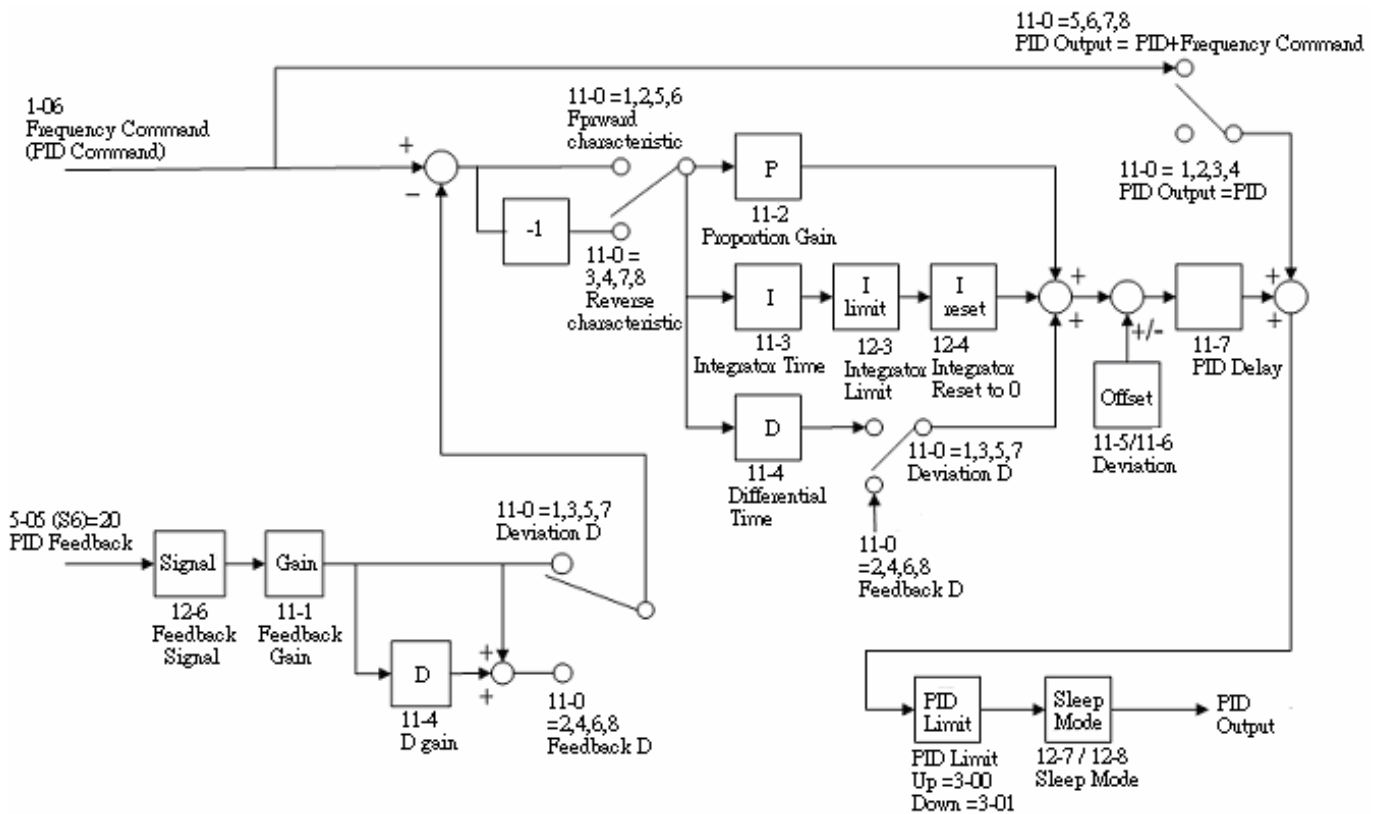 11-0 =5,6,7,8
PID Output = PID+Frequency Command
1-06
Frequency Command
(PID Command)
11-0 =1,2,5,6
Fprward
characteristic
+
−
-1
11-0 =
3,4,7,8
Reverse
characteristic
P
11-2
Proportion Gain
11-0 = 1,2,3,4
PID Output =PID
I
11-3
Integrator Time
I
limit
12-3
Integrator
Limit
I
reset
12-4
Integrator
Reset to 0
+
+
+/-
Offset
11-5/11-6
Deviation
11-7
PID Delay
+
+
D
11-4
Differential
Time
11-0 =1,3,5,7
Deviation D
11-0
=2,4,6,8
Feedback D
5-05 (S6)=20
PID Feedback
Signal
12-6
Feedback
Signal
Gain
11-1
Feedback
Gain
11-0 =1,3,5,7
Deviation D
D
11-4
D gain
+
+
11-0
=2,4,6,8
Feedback D
PID
Limit
PID Limit
Up =3-00
Down =3-01
Sleep
Mode
12-7 / 12-8
Sleep Mode
PID
Output